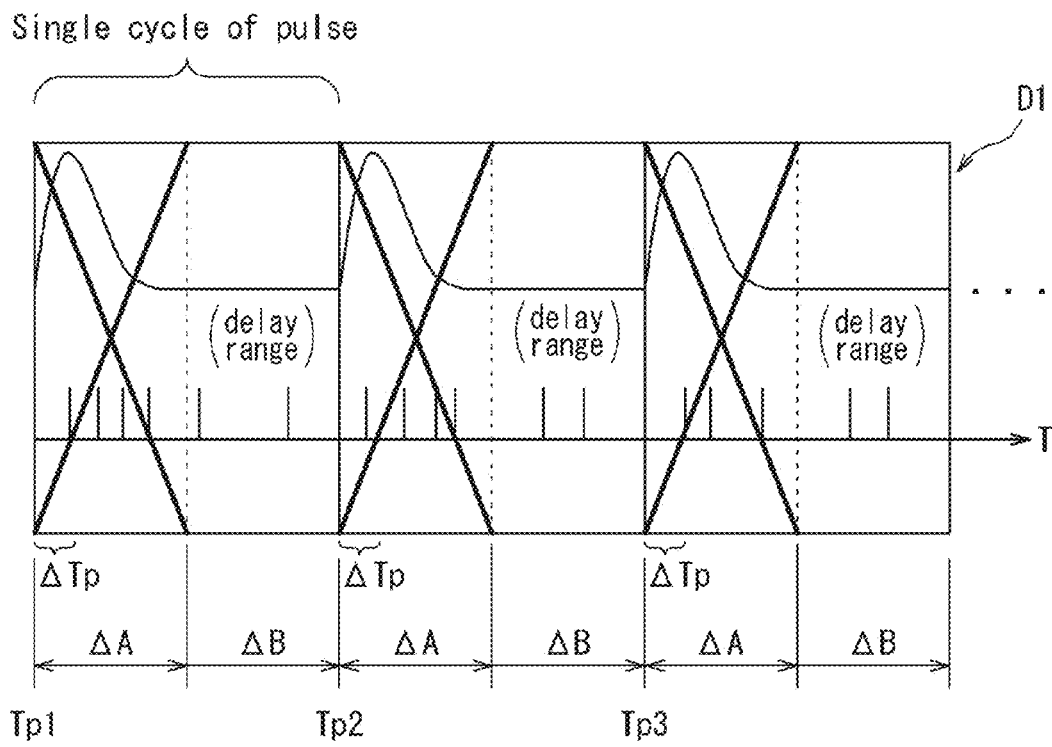 Single cycle of pulse
D1
(delay range)
(delay range)
(delay range)
. . .
T
ΔTp
ΔTp
ΔTp
ΔA
ΔB
ΔA
ΔB
ΔA
ΔB
Tp1
Tp2
Tp3